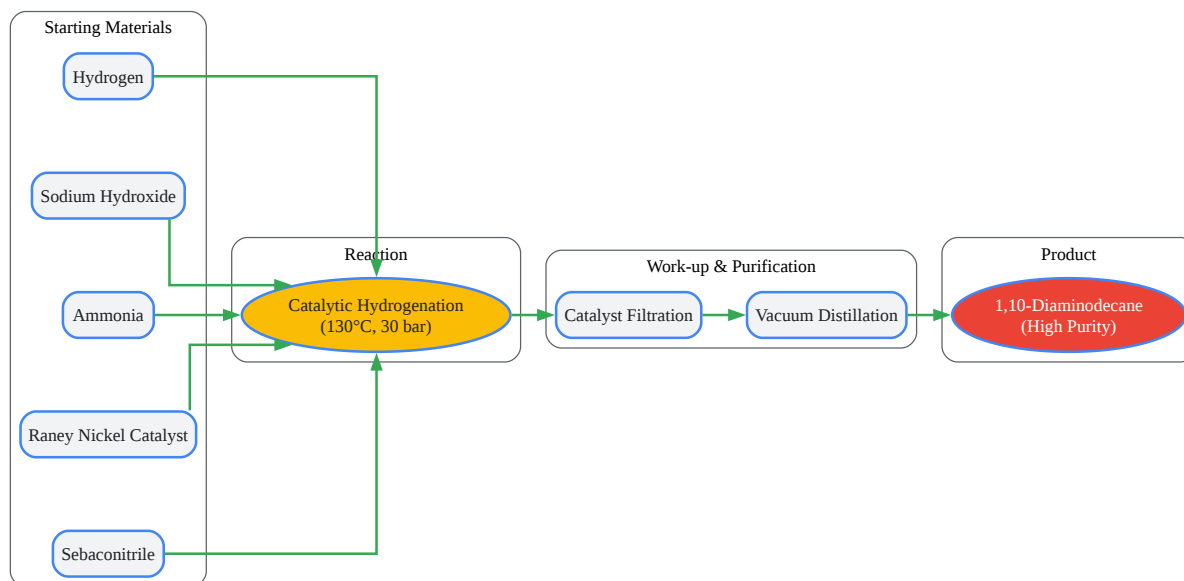 Starting Materials
Hydrogen
Sodium Hydroxide
Ammonia
Raney Nickel Catalyst
Sebaconitrile
Reaction
Catalytic Hydrogenation
(130°C, 30 bar)
Work-up & Purification
Catalyst Filtration
Vacuum Distillation
Product
1,10-Diaminodecane
(High Purity)